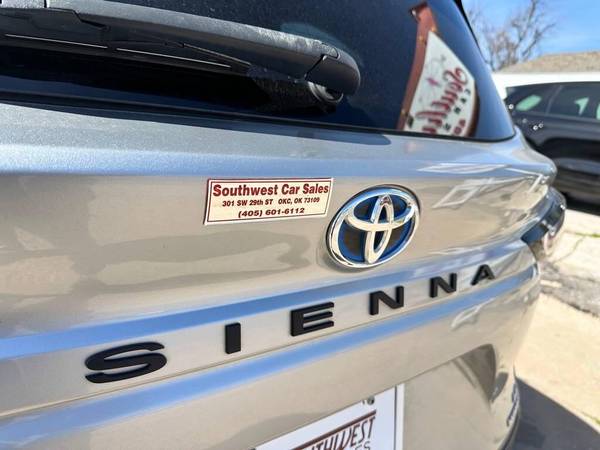 Southwest Car Sales
301 SW 29th ST OKC, OK 73109
(405) 601-6112
SIENNA